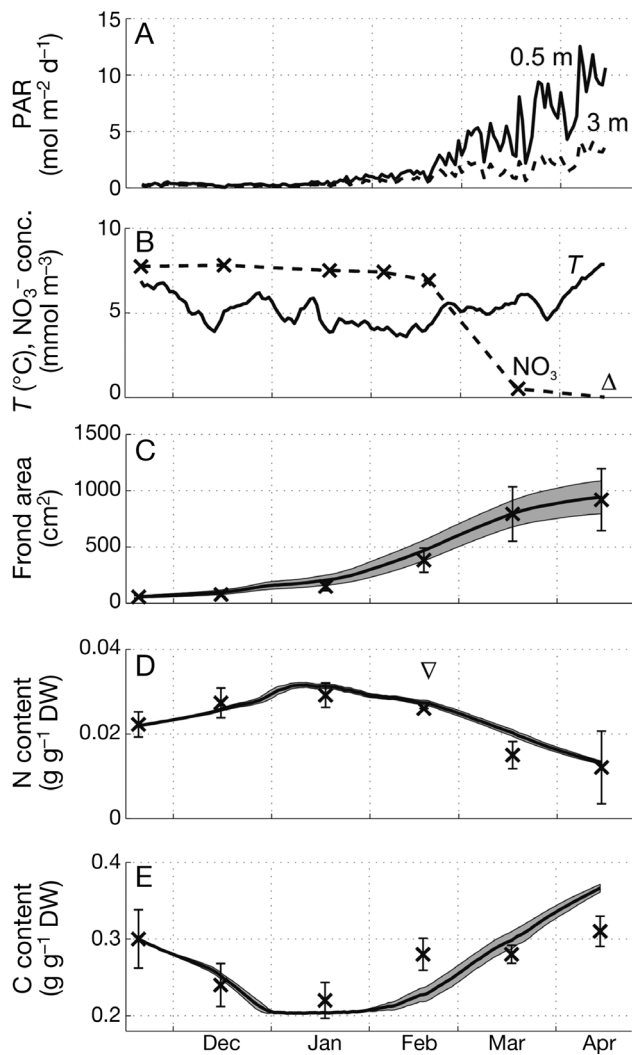 A
PAR
(mol m⁻² d⁻¹)
15
10
5
0
0.5 m
3 m
B
T (°C), NO₃⁻ conc.
(mmol m⁻³)
10
5
0
T
NO₃
Δ
C
Frond area
(cm²)
1500
1000
500
0
D
N content
(g g⁻¹ DW)
0.04
0.02
0
∇
E
C content
(g g⁻¹ DW)
0.4
0.3
0.2
Dec Jan Feb Mar Apr